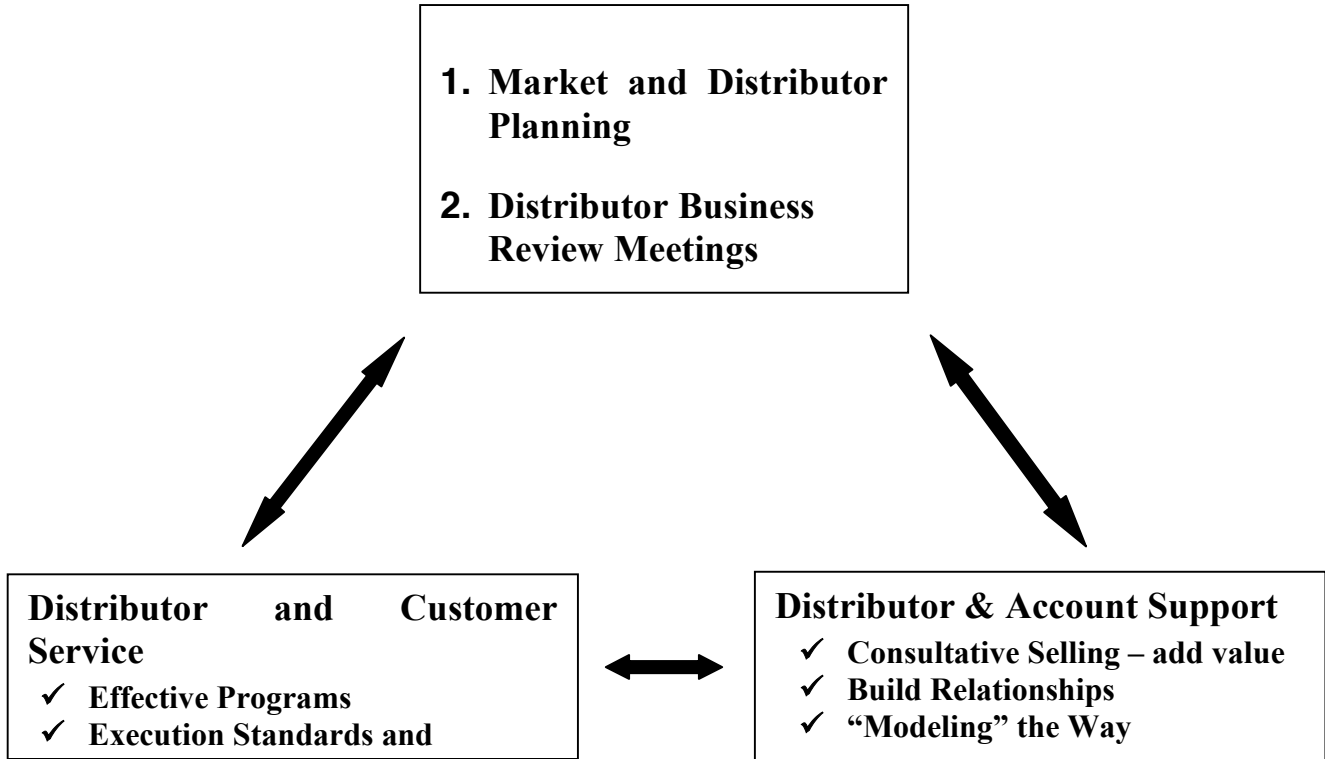 1. Market and Distributor
Planning
2. Distributor Business
Review Meetings
Distributor and Customer
Service
✓ Effective Programs
✓ Execution Standards and
Distributor & Account Support
✓ Consultative Selling – add value
✓ Build Relationships
✓ “Modeling” the Way